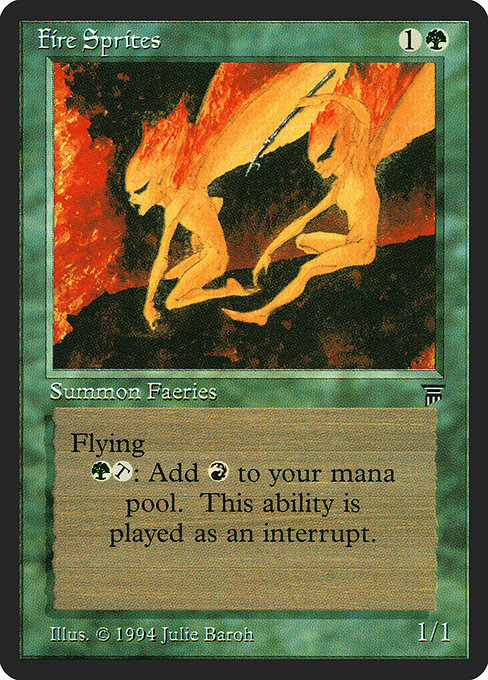 Fire Sprites 1
Summon Faeries
Flying
T: Add to your mana
pool. This ability is
played as an interrupt.
Illus. © 1994 Julie Baroh 1/1